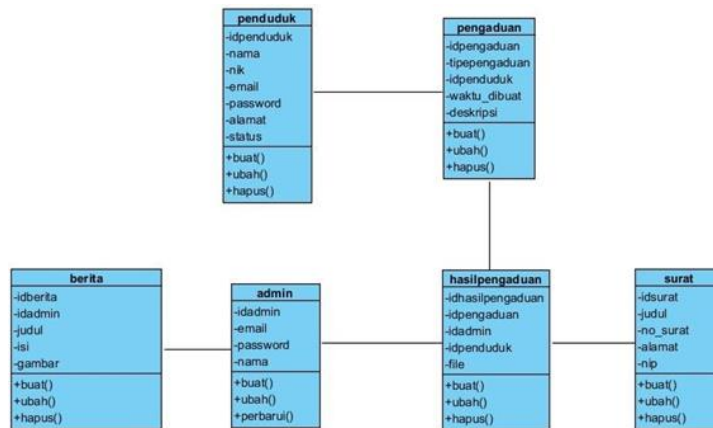 penduduk
-idpenduduk
-nama
-nik
-email
-password
-alamat
-status
+buat()
+ubah()
+hapus()
pengaduan
-idpengaduan
-tipepengaduan
-idpenduduk
-waktu_dibuat
-deskripsi
+buat()
+ubah()
+hapus()
berita
-idberita
-idadmin
-judul
-isi
-gambar
+buat()
+ubah()
+hapus()
admin
-idadmin
-email
-password
-nama
+buat()
+ubah()
+perbarui()
hasilpengaduan
-idhasilpengaduan
-idpengaduan
-idadmin
-idpenduduk
-file
+buat()
+ubah()
+hapus()
surat
-idsurat
-judul
-no_surat
-alamat
-nip
+buat()
+ubah()
+hapus()